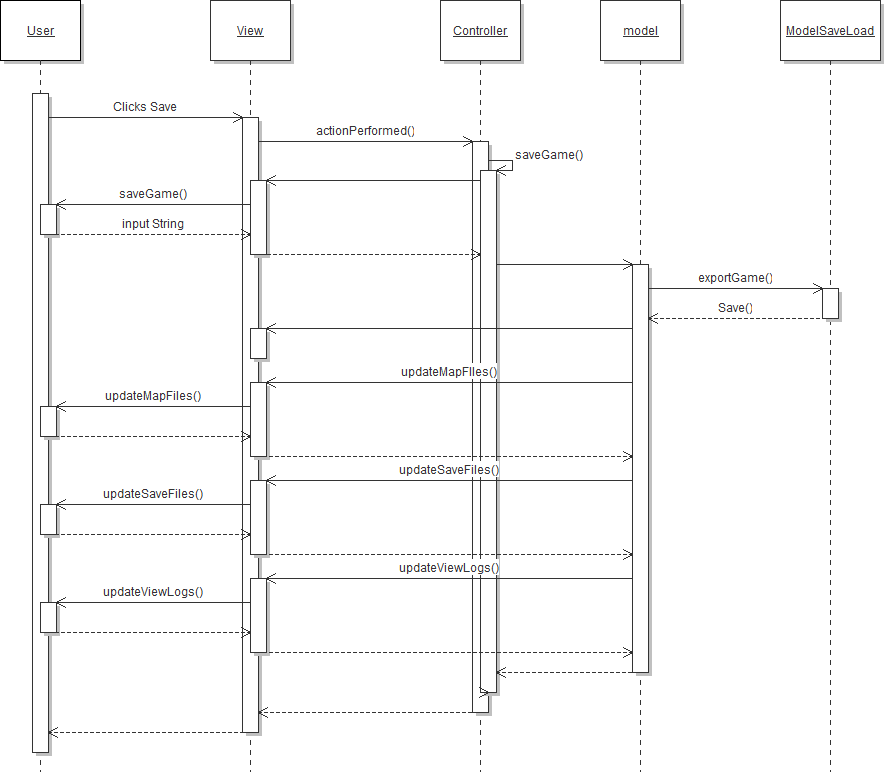 User
View
Controller
model
ModelSaveLoad
Clicks Save
actionPerformed()
saveGame()
saveGame()
input String
exportGame()
Save()
updateMapFIles()
updateMapFiles()
updateSaveFiles()
updateSaveFiles()
updateViewLogs()
updateViewLogs()